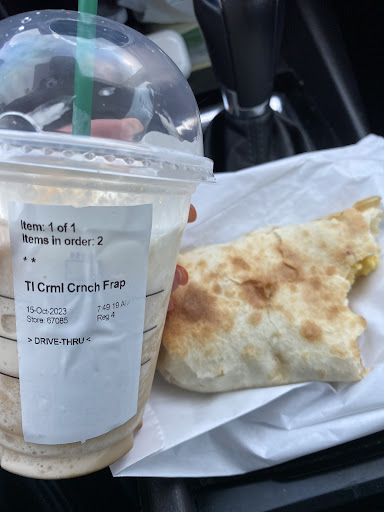 Item: 1 of 1
Items in order: 2
* *
Tl Crml Crnch Frap
15-Oct-2023 7:49:19 AM
Store: 67085 Reg 4
> DRIVE-THRU <